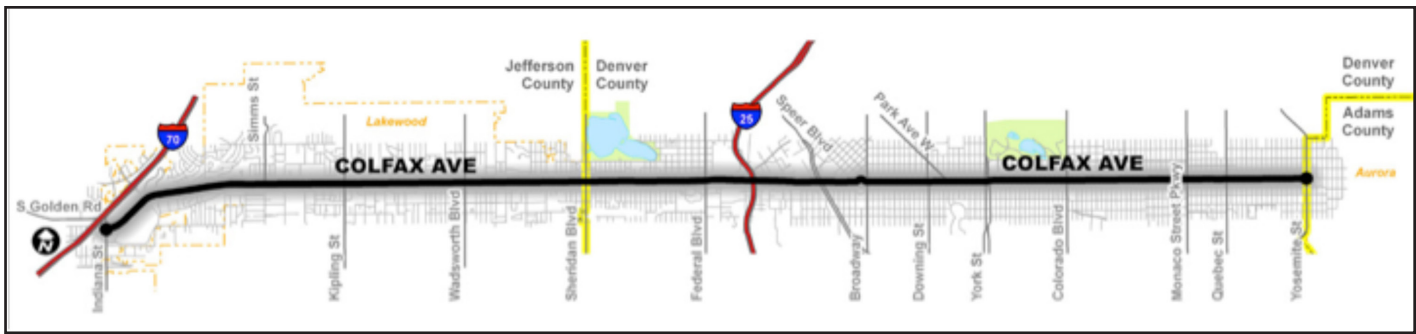 Jefferson
County
Denver
County
Denver
County
Adams
County
Simms St
Lakewood
70
25
Speer Blvd
Park Ave W
COLFAX AVE
COLFAX AVE
Aurora
S Golden Rd
N
Indiana St
Kipling St
Wadsworth Blvd
Sheridan Blvd
Federal Blvd
Broadway
Downing St
York St
Colorado Blvd
Monaco Street Pkwy
Quebec St
Yosemite St